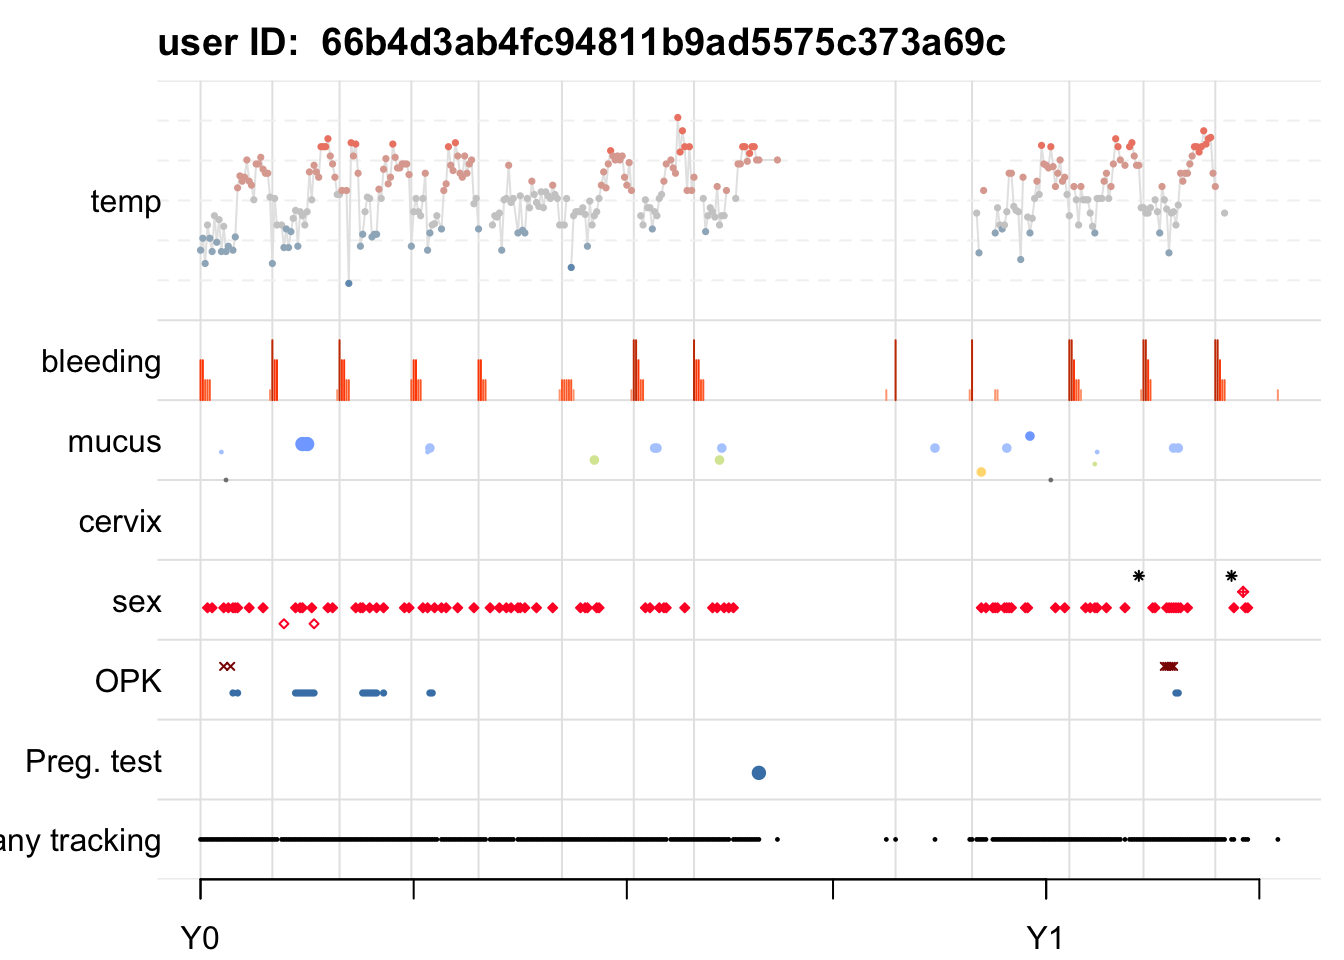 user ID:  66b4d3ab4fc94811b9ad5575c373a69c
temp
bleeding
mucus
cervix
sex
OPK
Preg. test
any tracking
Y0 Y1